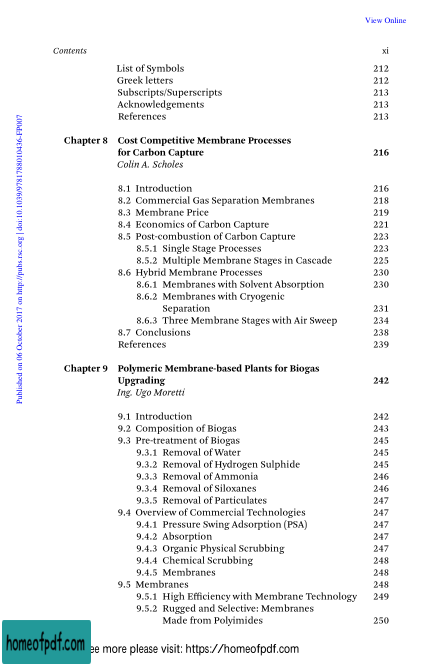 View Online
Contents xi
List of Symbols 212
Greek letters 212
Subscripts/Superscripts 213
Acknowledgements 213
References 213
Chapter 8 Cost Competitive Membrane Processes
for Carbon Capture 216
Colin A. Scholes
8.1 Introduction 216
8.2 Commercial Gas Separation Membranes 218
8.3 Membrane Price 219
8.4 Economics of Carbon Capture 221
8.5 Post-combustion of Carbon Capture 223
8.5.1 Single Stage Processes 223
8.5.2 Multiple Membrane Stages in Cascade 225
8.6 Hybrid Membrane Processes 230
8.6.1 Membranes with Solvent Absorption 230
8.6.2 Membranes with Cryogenic
Separation 231
8.6.3 Three Membrane Stages with Air Sweep 234
8.7 Conclusions 238
References 239
Chapter 9 Polymeric Membrane-based Plants for Biogas
Upgrading 242
Ing. Ugo Moretti
9.1 Introduction 242
9.2 Composition of Biogas 243
9.3 Pre-treatment of Biogas 245
9.3.1 Removal of Water 245
9.3.2 Removal of Hydrogen Sulphide 245
9.3.3 Removal of Ammonia 246
9.3.4 Removal of Siloxanes 246
9.3.5 Removal of Particulates 247
9.4 Overview of Commercial Technologies 247
9.4.1 Pressure Swing Adsorption (PSA) 247
9.4.2 Absorption 247
9.4.3 Organic Physical Scrubbing 247
9.4.4 Chemical Scrubbing 248
9.4.5 Membranes 248
9.5 Membranes 248
9.5.1 High Efficiency with Membrane Technology 249
9.5.2 Rugged and Selective: Membranes
Made from Polyimides 250
Published on 06 October 2017 on http://pubs.rsc.org | doi:10.1039/9781788010436-FP007
homeofpdf.com
more please visit: https://homeofpdf.com